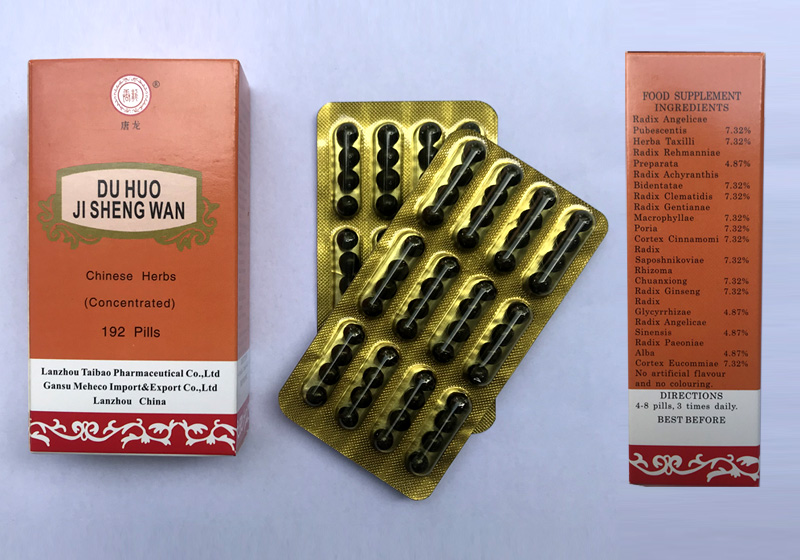 ®
唐龙
DU HUO
JI SHENG WAN
Chinese Herbs
(Concentrated)
192 Pills
Lanzhou Taibao Pharmaceutical Co.,Ltd
Gansu Meheco Import&Export Co.,Ltd
Lanzhou China
FOOD SUPPLEMENT
INGREDIENTS
Radix Angelicae
Pubescentis 7.32%
Herba Taxilli 7.32%
Radix Rehmanniae
Preparata 4.87%
Radix Achyranthis
Bidentatae 7.32%
Radix Clematidis 7.32%
Radix Gentianae
Macrophyllae 7.32%
Poria 7.32%
Cortex Cinnamomi 7.32%
Radix
Saposhnikoviae 7.32%
Rhizoma
Chuanxiong 7.32%
Radix Ginseng 7.32%
Radix
Glycyrrhizae 4.87%
Radix Angelicae
Sinensis 4.87%
Radix Paeoniae
Alba 4.87%
Cortex Eucommiae 7.32%
No artificial flavour
and no colouring.
DIRECTIONS
4-8 pills, 3 times daily.
BEST BEFORE